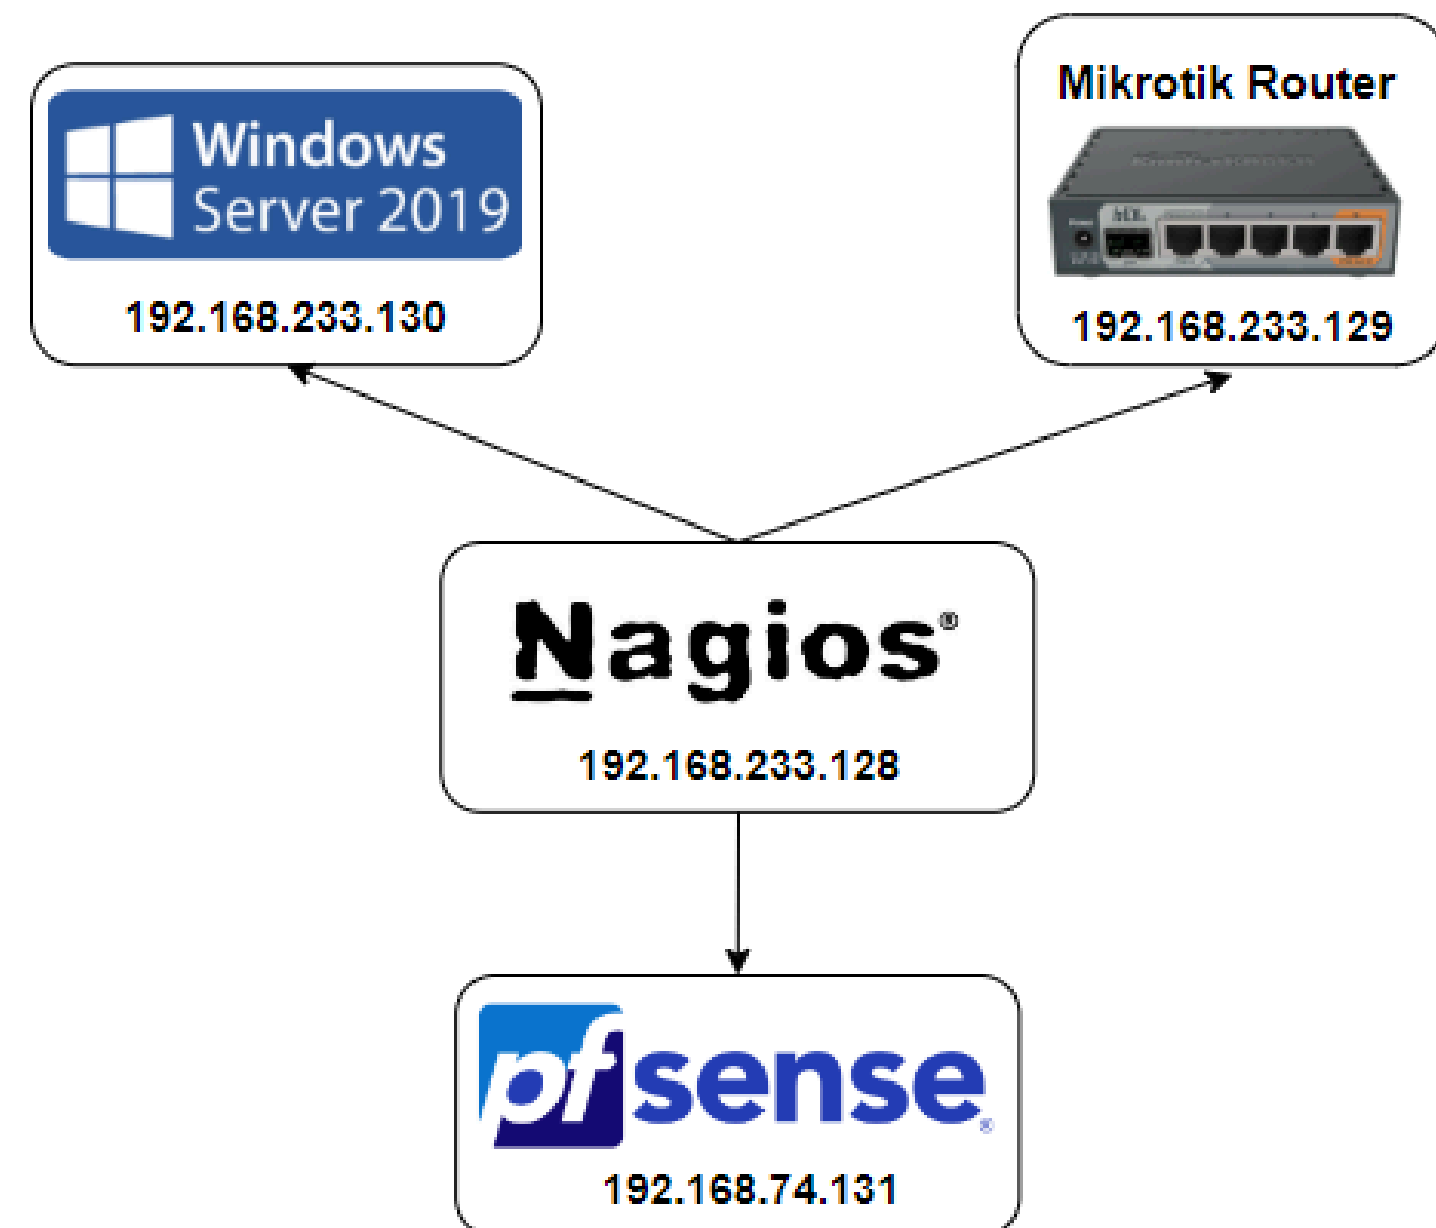 Windows
Server 2019
192.168.233.130
Mikrotik Router
192.168.233.129
Nagios®
192.168.233.128
pfsense®
192.168.74.131